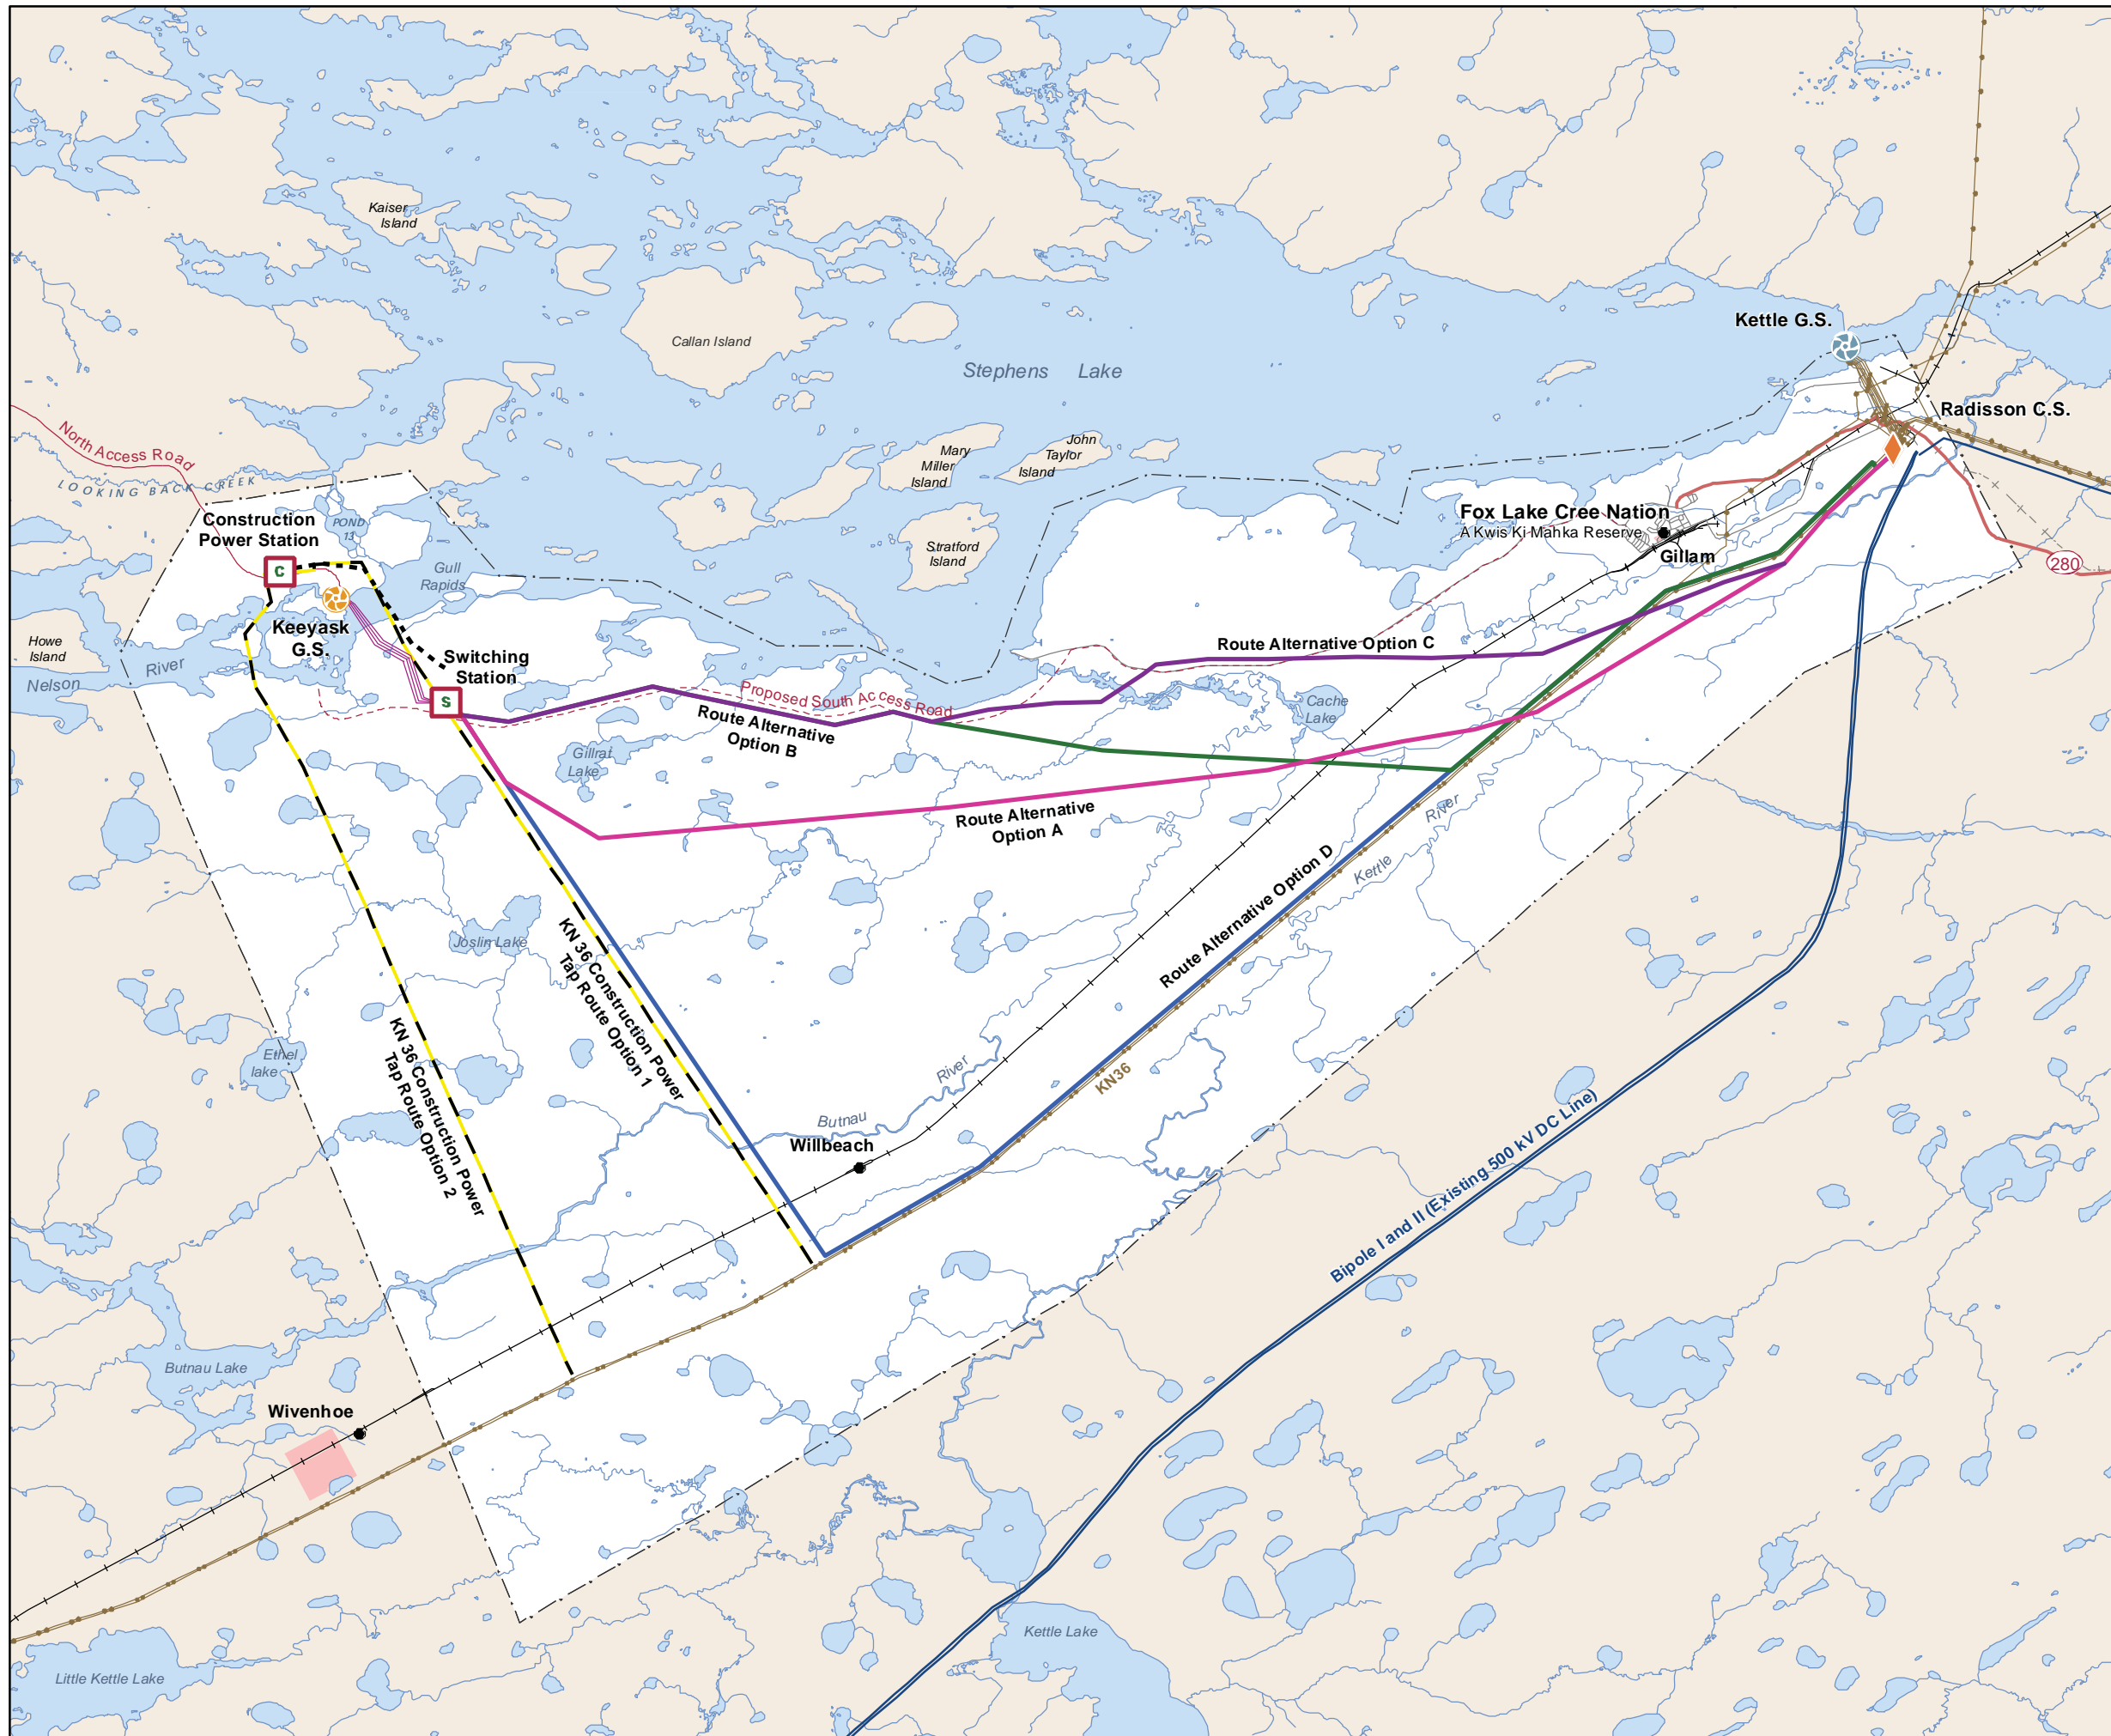 Kaiser
Island
Callan Island
Stephens Lake
Kettle G.S.
Radisson C.S.
North Access Road
LOOKING BACK CREEK
Mary
Miller
Island
John
Taylor
Island
Stratford
Island
Construction
Power Station
POND
13
C
Gull
Rapids
Fox Lake Cree Nation
A Kwis Ki Mahka Reserve
Gillam
280
Howe
Island
Nelson
River
Keeyask
G.S.
Switching
Station
S
Proposed South Access Road
Route Alternative Option C
Route Alternative
Option B
Cache
Lake
Gillrat
Lake
Route Alternative
Option A
River
Kettle
Route Alternative Option D
Joslin Lake
KN 36 Construction Power
Tap Route Option 1
KN 36 Construction Power
Tap Route Option 2
Ethel
lake
River
Butnau
KN36
Willbeach
Bipole I and II (Existing 500 kV DC Line)
Butnau Lake
Wivenhoe
Kettle Lake
Little Kettle Lake